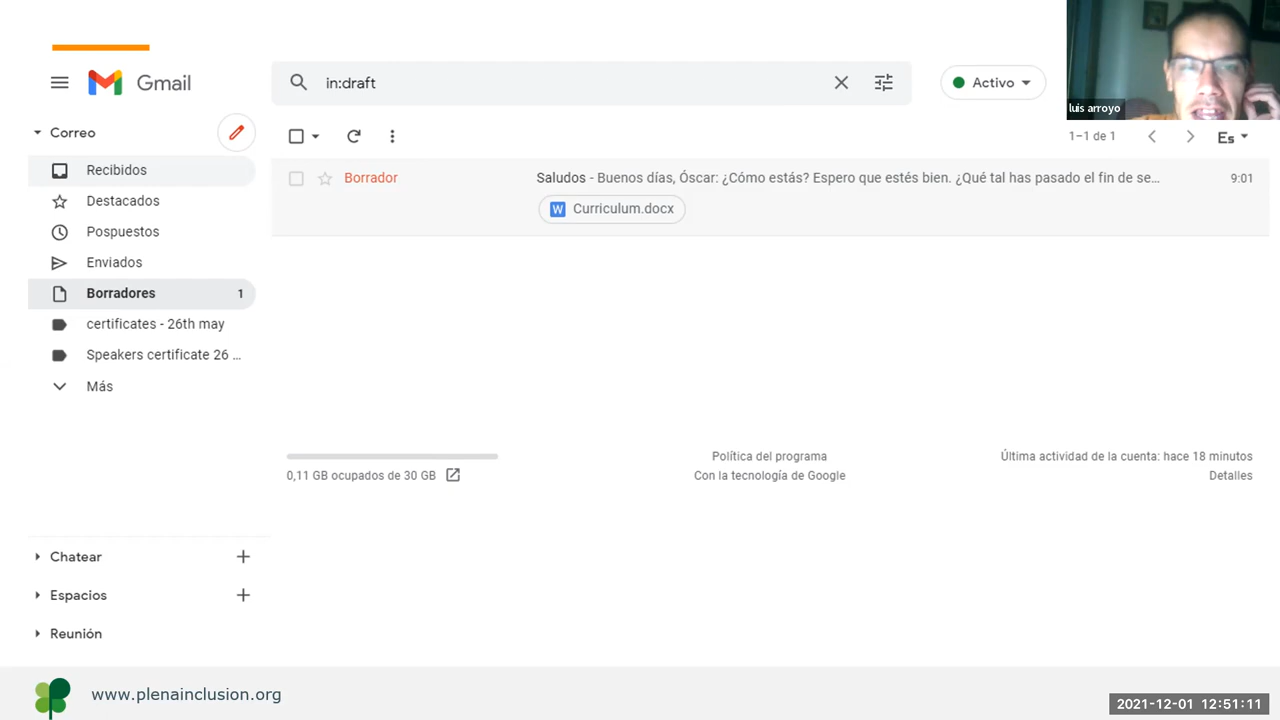 Gmail
in:draft
Activo
luis arroyo
Correo
1–1 de 1
Es
Recibidos
Borrador
Saludos - Buenos días, Óscar: ¿Cómo estás? Espero que estés bien. ¿Qué tal has pasado el fin de se...
9:01
W Curriculum.docx
Destacados
Pospuestos
Enviados
Borradores 1
certificates - 26th may
Speakers certificate 26 ...
Más
0,11 GB ocupados de 30 GB
Política del programa
Con la tecnología de Google
Última actividad de la cuenta: hace 18 minutos
Detalles
Chatear
Espacios
Reunión
www.plenainclusion.org
2021-12-01 12:51:11